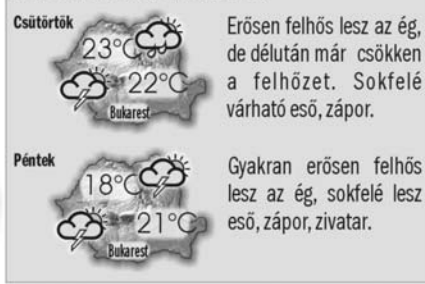 Csütörtök
23°C
22°C
Bukarest
Erősen felhős lesz az ég,
de délután már csökken
a felhőzet. Sokfelé
várható eső, zápor.
Péntek
18°C
21°C
Bukarest
Gyakran erősen felhős
lesz az ég, sokfelé lesz
eső, zápor, zivatar.